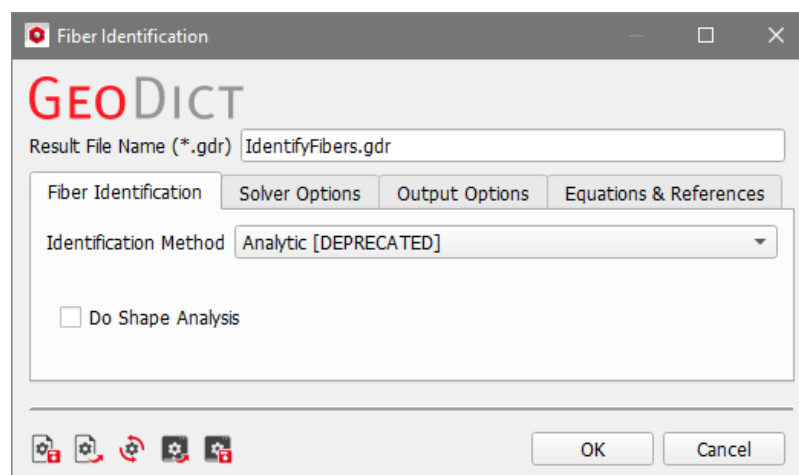 Fiber Identification
GEODICT
Result File Name (*.gdr) IdentifyFibers.gdr
Fiber Identification Solver Options Output Options Equations & References
Identification Method Analytic [DEPRECATED]
Do Shape Analysis
OK Cancel